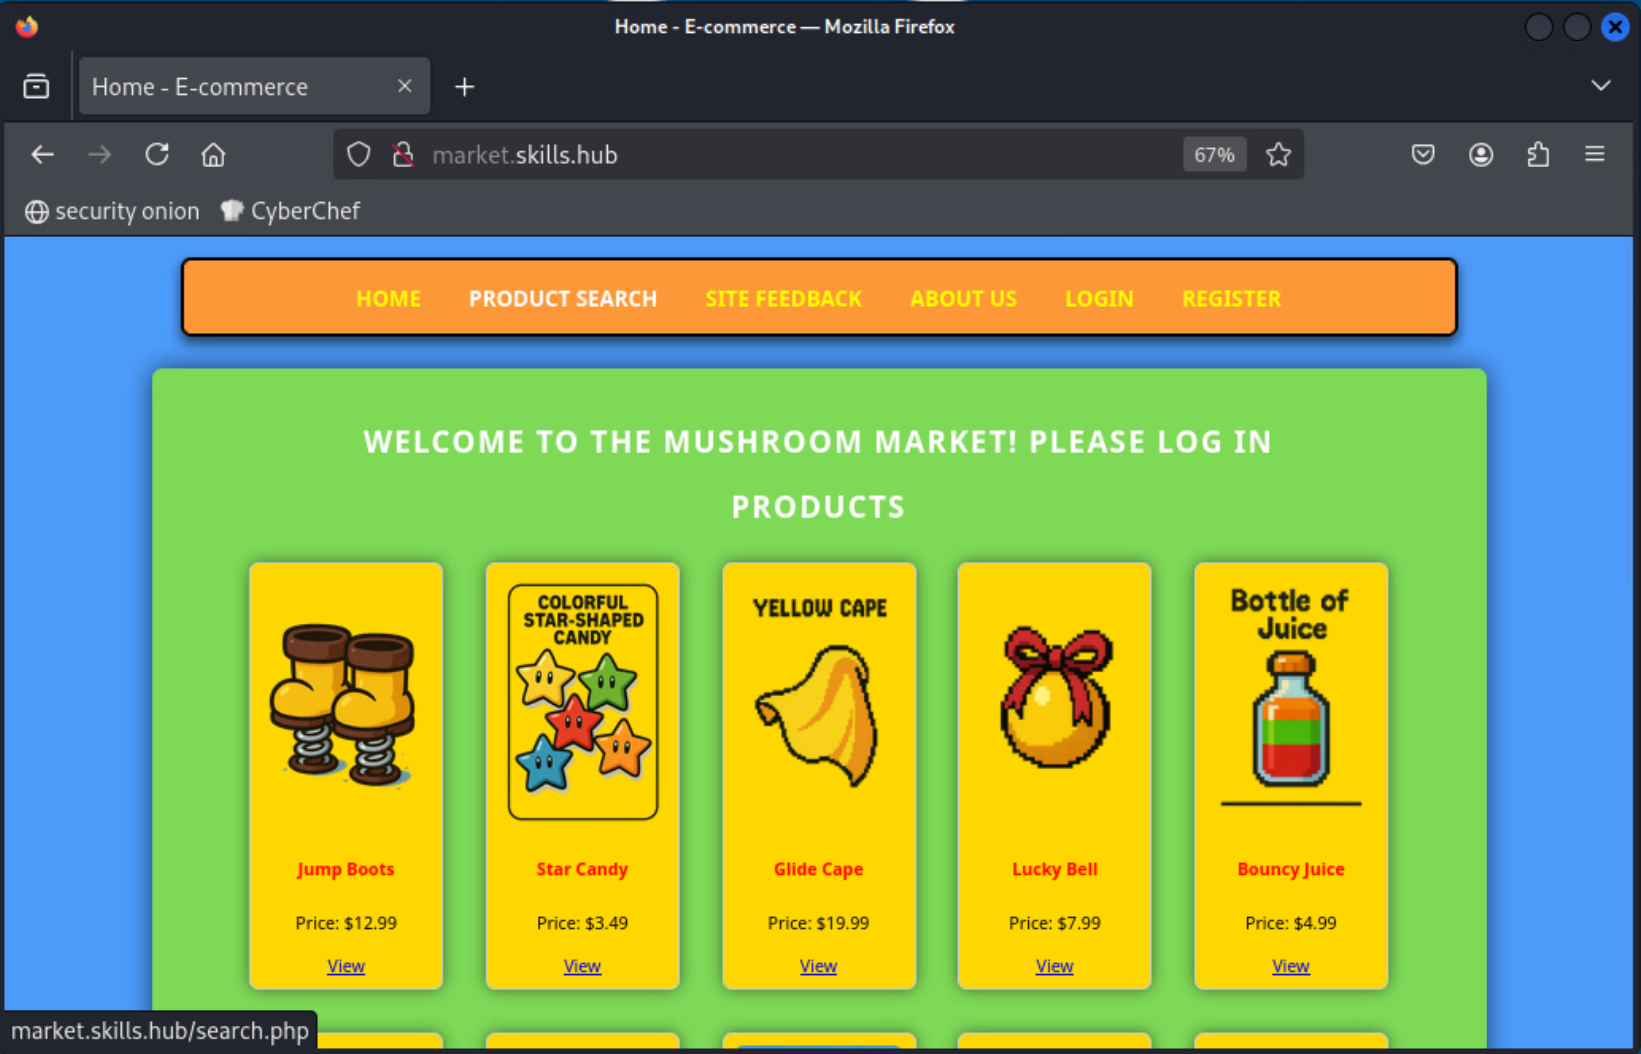 Home - E-commerce — Mozilla Firefox
Home - E-commerce
market.skills.hub
67%
security onion
CyberChef
HOME
PRODUCT SEARCH
SITE FEEDBACK
ABOUT US
LOGIN
REGISTER
WELCOME TO THE MUSHROOM MARKET! PLEASE LOG IN
PRODUCTS
Jump Boots
Price: $12.99
View
COLORFUL
STAR-SHAPED
CANDY
Star Candy
Price: $3.49
View
YELLOW CAPE
Glide Cape
Price: $19.99
View
Lucky Bell
Price: $7.99
View
Bottle of
Juice
Bouncy Juice
Price: $4.99
View
market.skills.hub/search.php